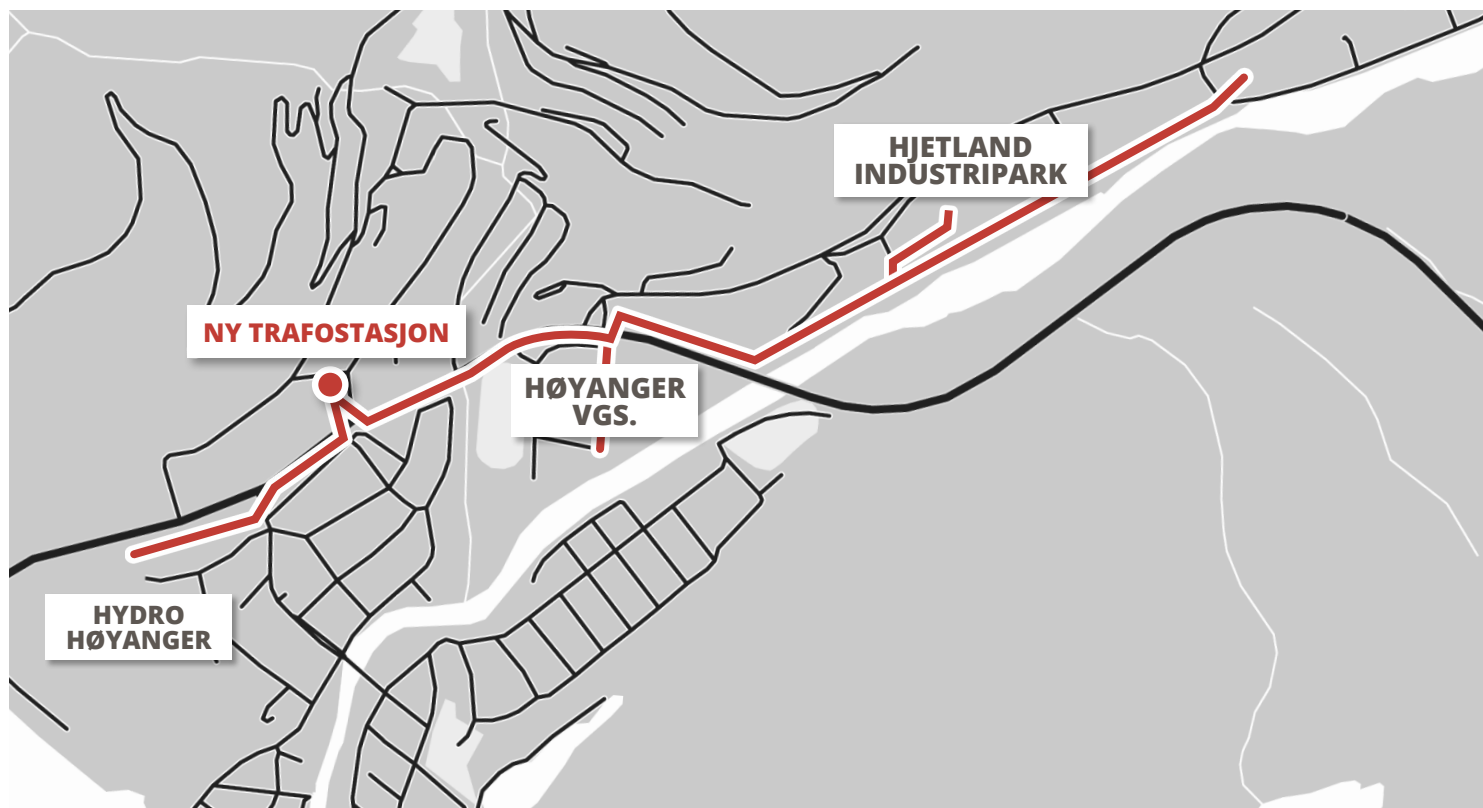 HJETLAND
INDUSTRIPARK
NY TRAFOSTASJON
HØYANGER
VGS.
HYDRO
HØYANGER